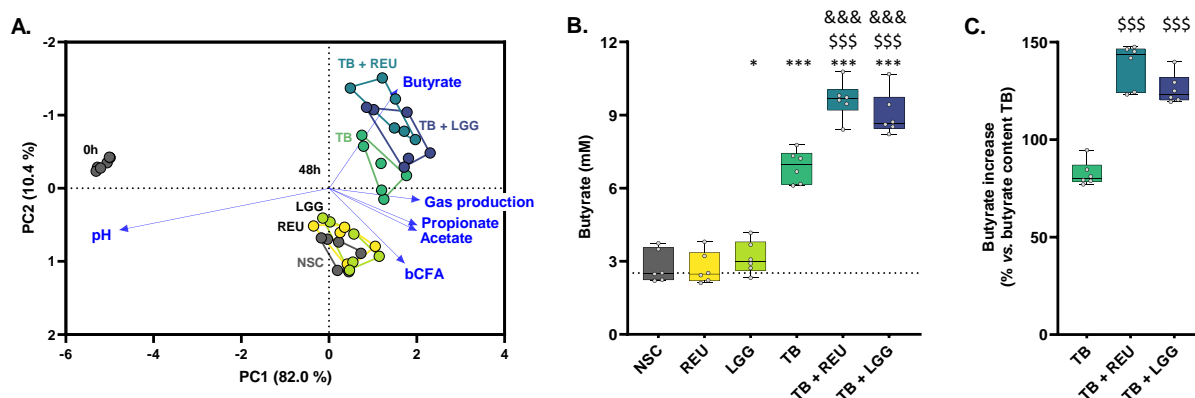 A.
-2
-1
0
1
2
PC2 (10.4 %)
-6
-4
-2
0
2
4
PC1 (82.0 %)
0h
48h
TB + REU
Butyrate
TB + LGG
TB
Gas production
Propionate
Acetate
bCFA
pH
LGG
REU
NSC
B.
&&& &&&
$$$ $$$
* *** *** ***
12
9
6
3
0
Butyrate (mM)
NSC
REU
LGG
TB
TB + REU
TB + LGG
C.
$$$ $$$
150
100
50
0
Butyrate increase
(% vs. butyrate content TB)
TB
TB + REU
TB + LGG